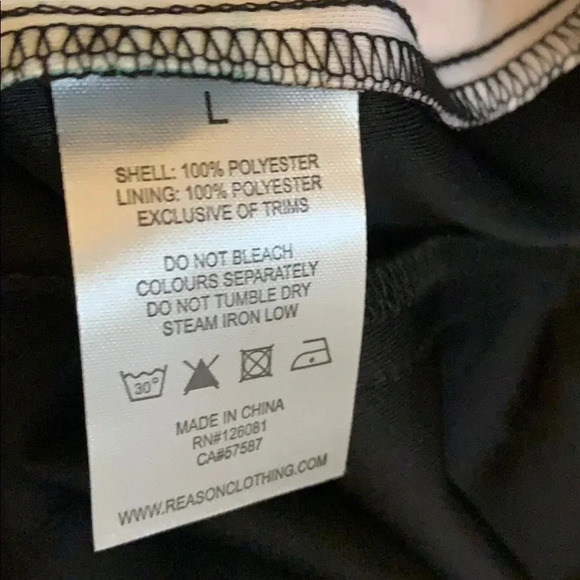 L
SHELL: 100% POLYESTER
LINING: 100% POLYESTER
EXCLUSIVE OF TRIMS
DO NOT BLEACH
COLOURS SEPARATELY
DO NOT TUMBLE DRY
STEAM IRON LOW
30°
MADE IN CHINA
RN#126081
CA#57587
WWW.REASONCLOTHING.COM